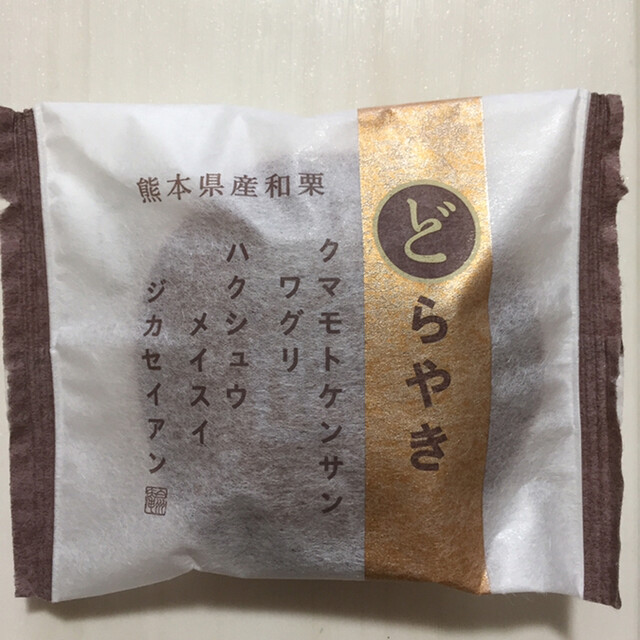 どらやき
熊本県産和栗
クマモトケンサン
ワグリ
ハクシュウ
メイスイ
ジカセイアン